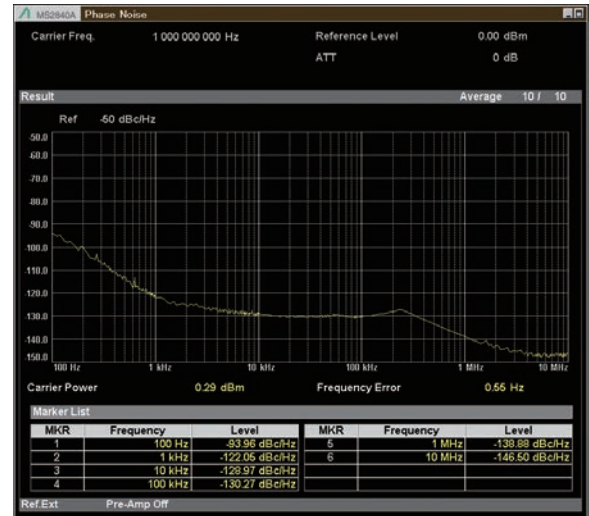 MS2840A Phase Noise
Carrier Freq. 1 000 000 000 Hz Reference Level 0.00 dBm
ATT 0 dB
Result Average 10 / 10
Ref -50 dBc/Hz
-50.0
-60.0
-70.0
-80.0
-90.0
-100.0
-110.0
-120.0
-130.0
-140.0
-150.0
100 Hz 1 kHz 10 kHz 100 kHz 1 MHz 10 MHz
Carrier Power 0.29 dBm Frequency Error 0.55 Hz
Marker List
MKR Frequency Level MKR Frequency Level
1 100 Hz -93.96 dBc/Hz 5 1 MHz -138.88 dBc/Hz
2 1 kHz -122.05 dBc/Hz 6 10 MHz -146.50 dBc/Hz
3 10 kHz -128.97 dBc/Hz
4 100 kHz -130.27 dBc/Hz
Ref.Ext Pre-Amp Off